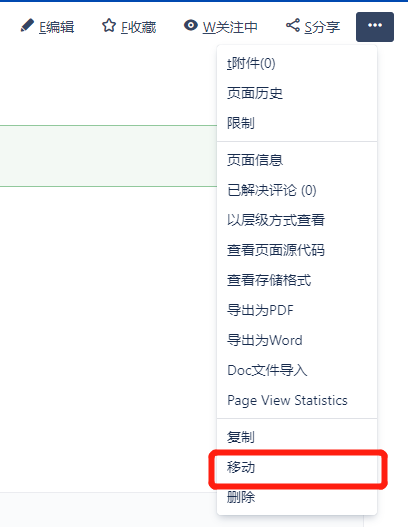 E编辑 F收藏 W关注中 S分享
t附件(0)
页面历史
限制
页面信息
已解决评论 (0)
以层级方式查看
查看页面源代码
查看存储格式
导出为PDF
导出为Word
Doc文件导入
Page View Statistics
复制
移动
删除